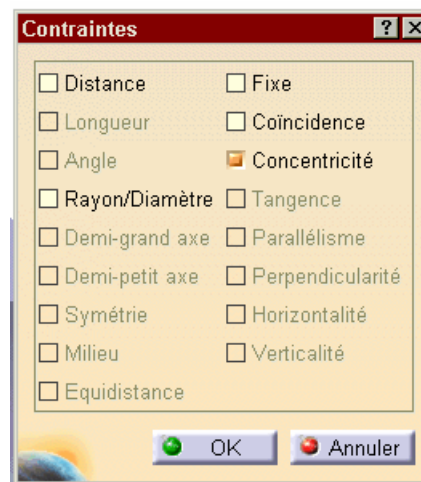 Contraintes
Distance
Fixe
Longueur
Coïncidence
Angle
Concentricité
Rayon/Diamètre
Tangence
Demi-grand axe
Parallélisme
Demi-petit axe
Perpendicularité
Symétrie
Horizontalité
Milieu
Verticalité
Equidistance
OK
Annuler